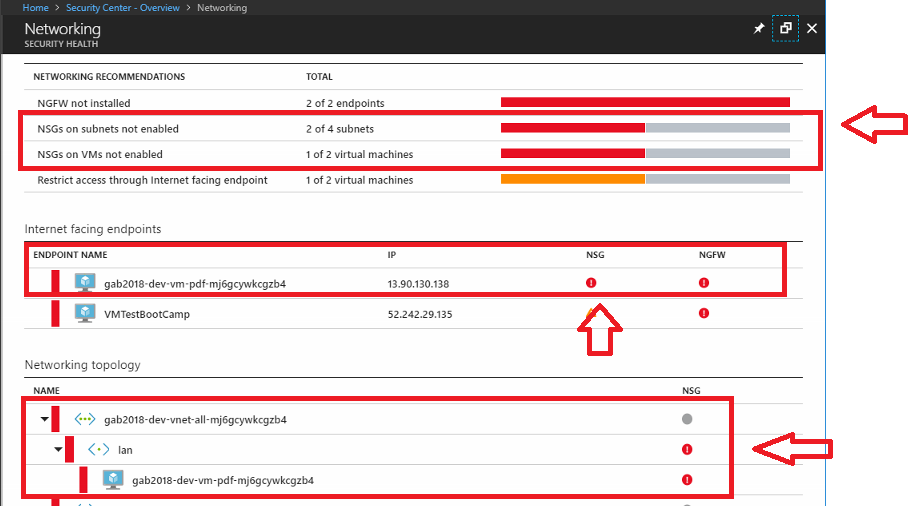 Home > Security Center - Overview > Networking
Networking
SECURITY HEALTH
NETWORKING RECOMMENDATIONS TOTAL
NGFW not installed 2 of 2 endpoints
NSGs on subnets not enabled 2 of 4 subnets
NSGs on VMs not enabled 1 of 2 virtual machines
Restrict access through Internet facing endpoint 1 of 2 virtual machines
Internet facing endpoints
ENDPOINT NAME IP NSG NGFW
gab2018-dev-vm-pdf-mj6gcywkcgzb4 13.90.130.138
VMTestBootCamp 52.242.29.135
Networking topology
NAME NSG
gab2018-dev-vnet-all-mj6gcywkcgzb4
lan
gab2018-dev-vm-pdf-mj6gcywkcgzb4